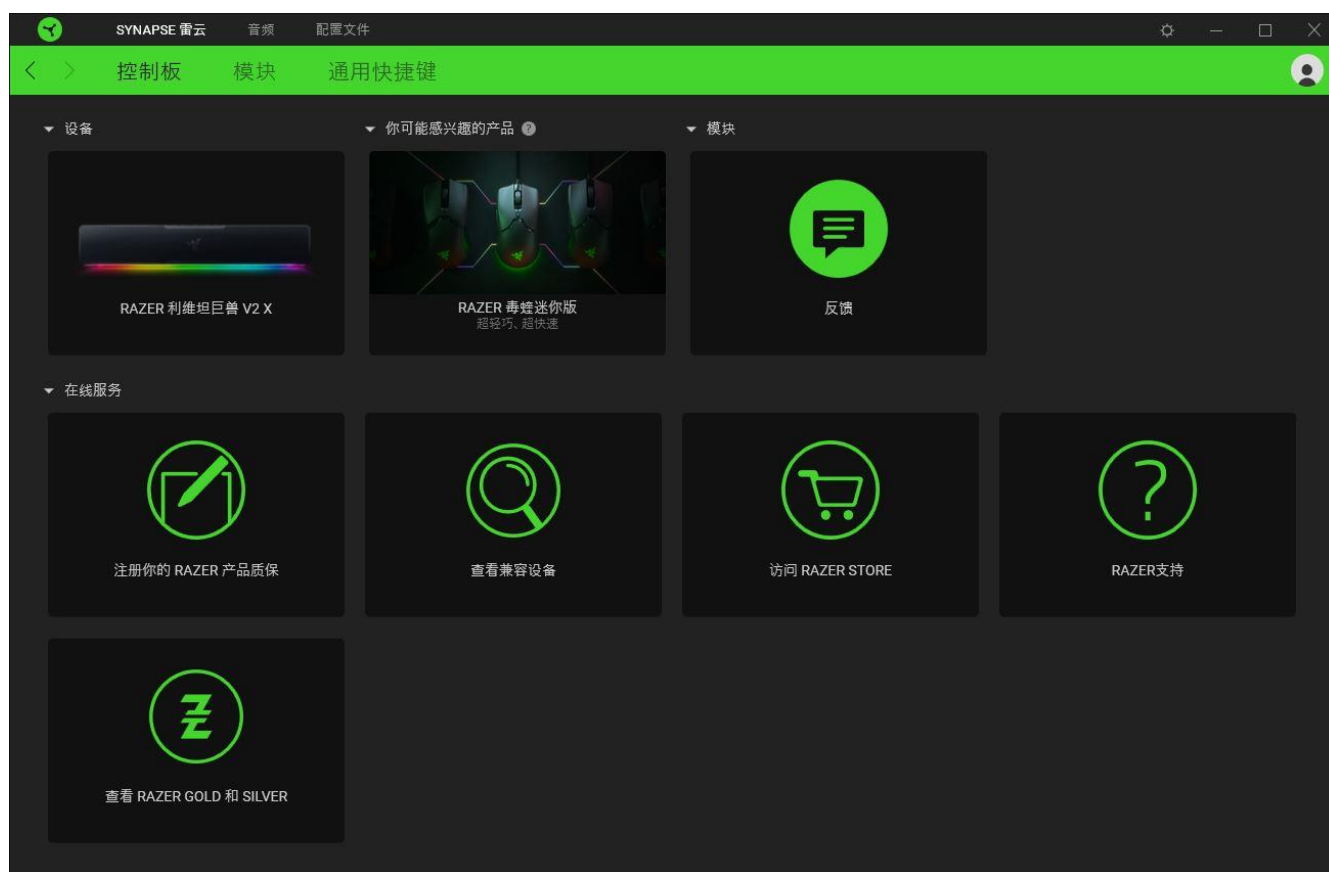 SYNAPSE 雷云 音频 配置文件
控制板 模块 通用快捷键
设备
你可能感兴趣的产品 ?
模块
RAZER 利维坦巨兽 V2 X
RAZER 毒蝰迷你版
超轻巧、超快速
反馈
在线服务
注册你的 RAZER 产品质保
查看兼容设备
访问 RAZER STORE
RAZER支持
查看 RAZER GOLD 和 SILVER